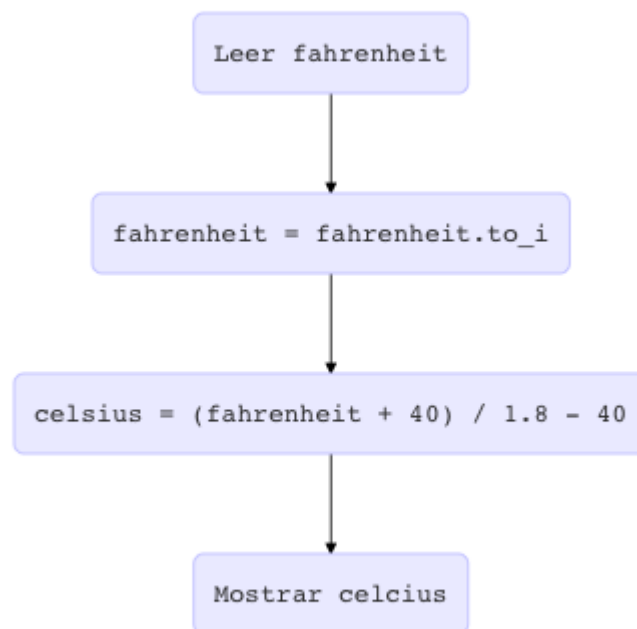 Leer fahrenheit
fahrenheit = fahrenheit.to_i
celsius = (fahrenheit + 40) / 1.8 - 40
Mostrar celcius